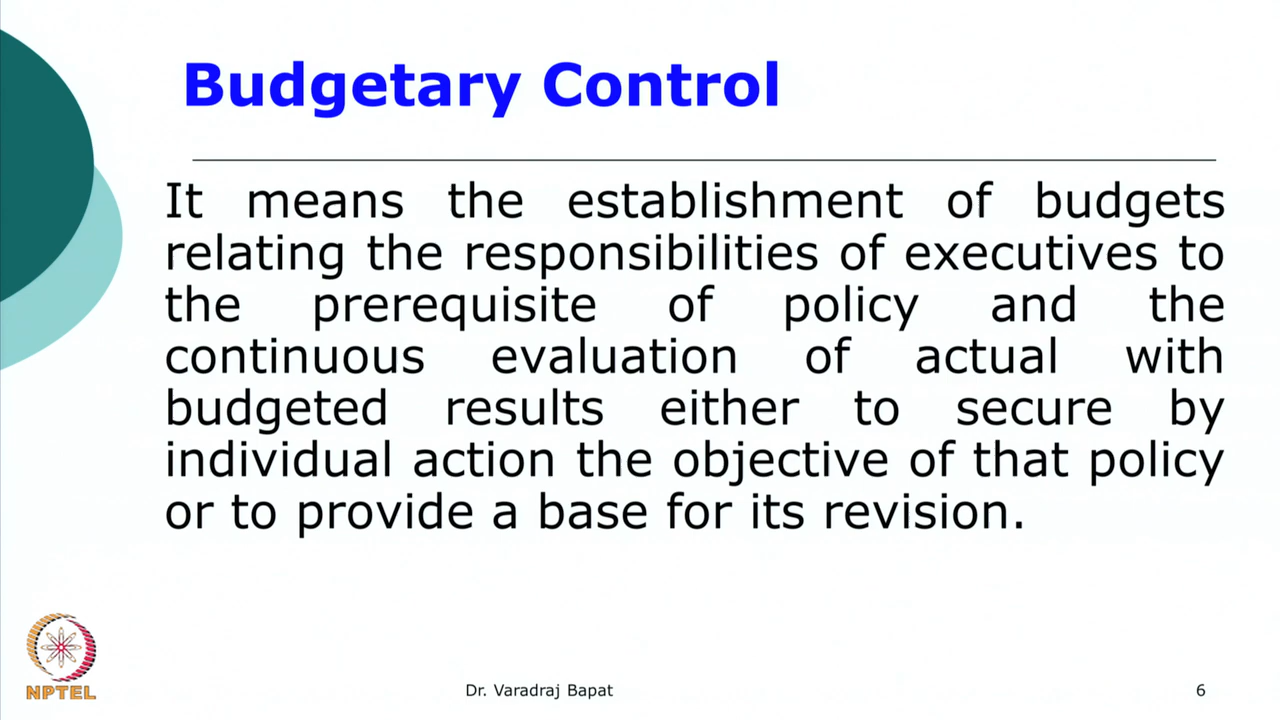 Budgetary Control
It means the establishment of budgets
relating the responsibilities of executives to
the prerequisite of policy and the
continuous evaluation of actual with
budgeted results either to secure by
individual action the objective of that policy
or to provide a base for its revision.
NPTEL
Dr. Varadraj Bapat
6